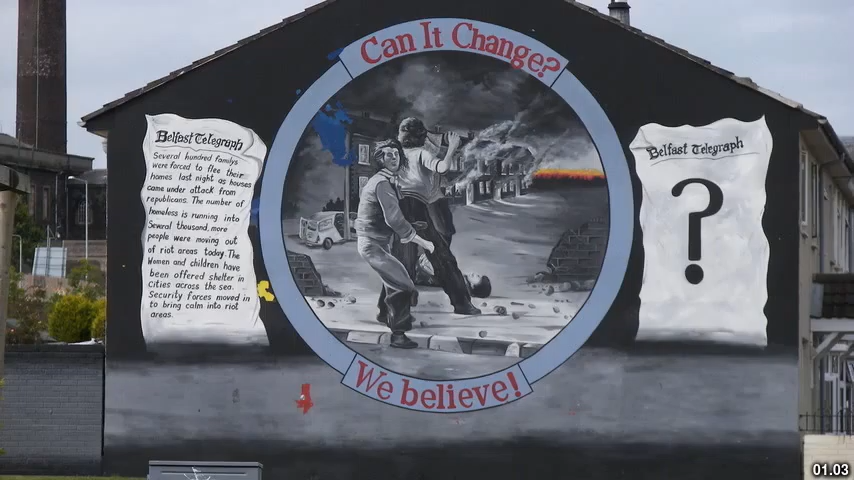 Can It Change?
Belfast Telegraph
Several hundred familys
were forced to flee their
homes last night as houses
came under attack from
republicans. The number of
homeless is running into
Several thousand, more
people were moving out
of riot areas today. The
Women and children have
been offered shelter in
cities across the sea.
Security forces moved in
to bring calm into riot
areas.
Belfast Telegraph
?
We believe!
01.03